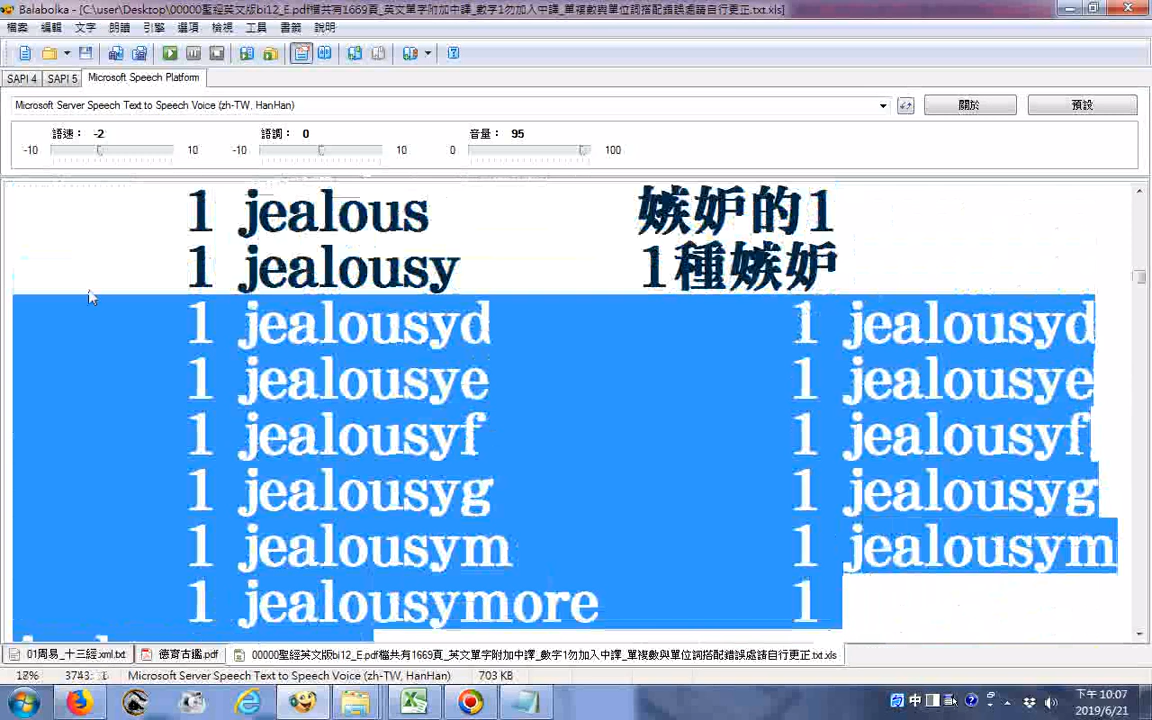 Balabolka - [C:\user\Desktop\00000聖經英文版bi12_E.pdf檔共有1669頁_英文單字附加中譯_數字1勿加入中譯_單複數與單位詞搭配錯誤處請自行更正.txt.xls]
檔案 編輯 文字 朗讀 引擎 選項 檢視 工具 書籤 說明
SAPI 4 SAPI 5 Microsoft Speech Platform
Microsoft Server Speech Text to Speech Voice (zh-TW, HanHan) 關於 預設
語速： -2 語調： 0 音量： 95
-10 10 -10 10 0 100
1 jealous 嫉妒的1
1 jealousy 1種嫉妒
1 jealousyd 1 jealousyd
1 jealousye 1 jealousye
1 jealousyf 1 jealousyf
1 jealousyg 1 jealousyg
1 jealousym 1 jealousym
1 jealousymore 1
01周易_十三經.xml.txt 德育古鑑.pdf 00000聖經英文版bi12_E.pdf檔共有1669頁_英文單字附加中譯_數字1勿加入中譯_單複數與單位詞搭配錯誤處請自行更正.txt.xls
Microsoft Server Speech Text to Speech Voice (zh-TW, HanHan) 703 KB
中 下午 10:07
2019/6/21